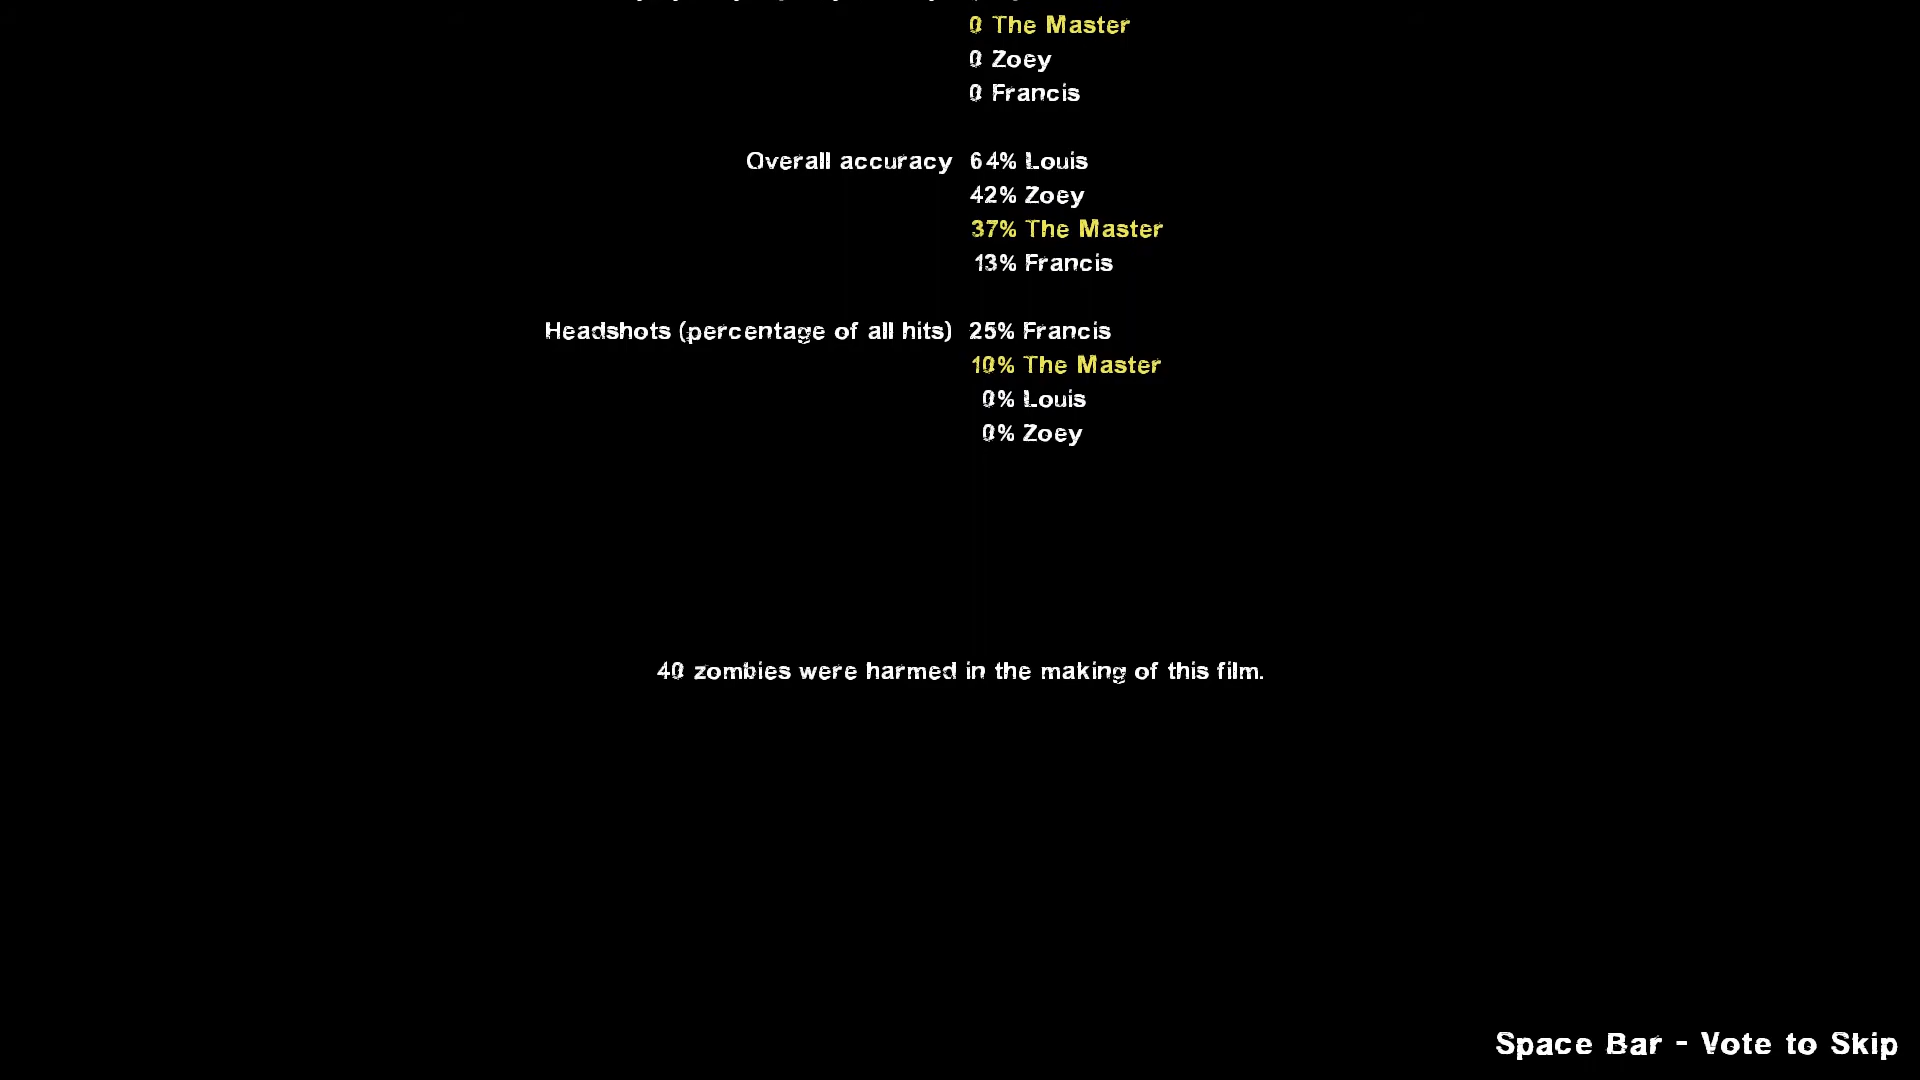 0 The Master
0 Zoey
0 Francis
Overall accuracy 64% Louis
42% Zoey
37% The Master
13% Francis
Headshots (percentage of all hits) 25% Francis
10% The Master
0% Louis
0% Zoey
40 zombies were harmed in the making of this film.
Space Bar - Vote to Skip